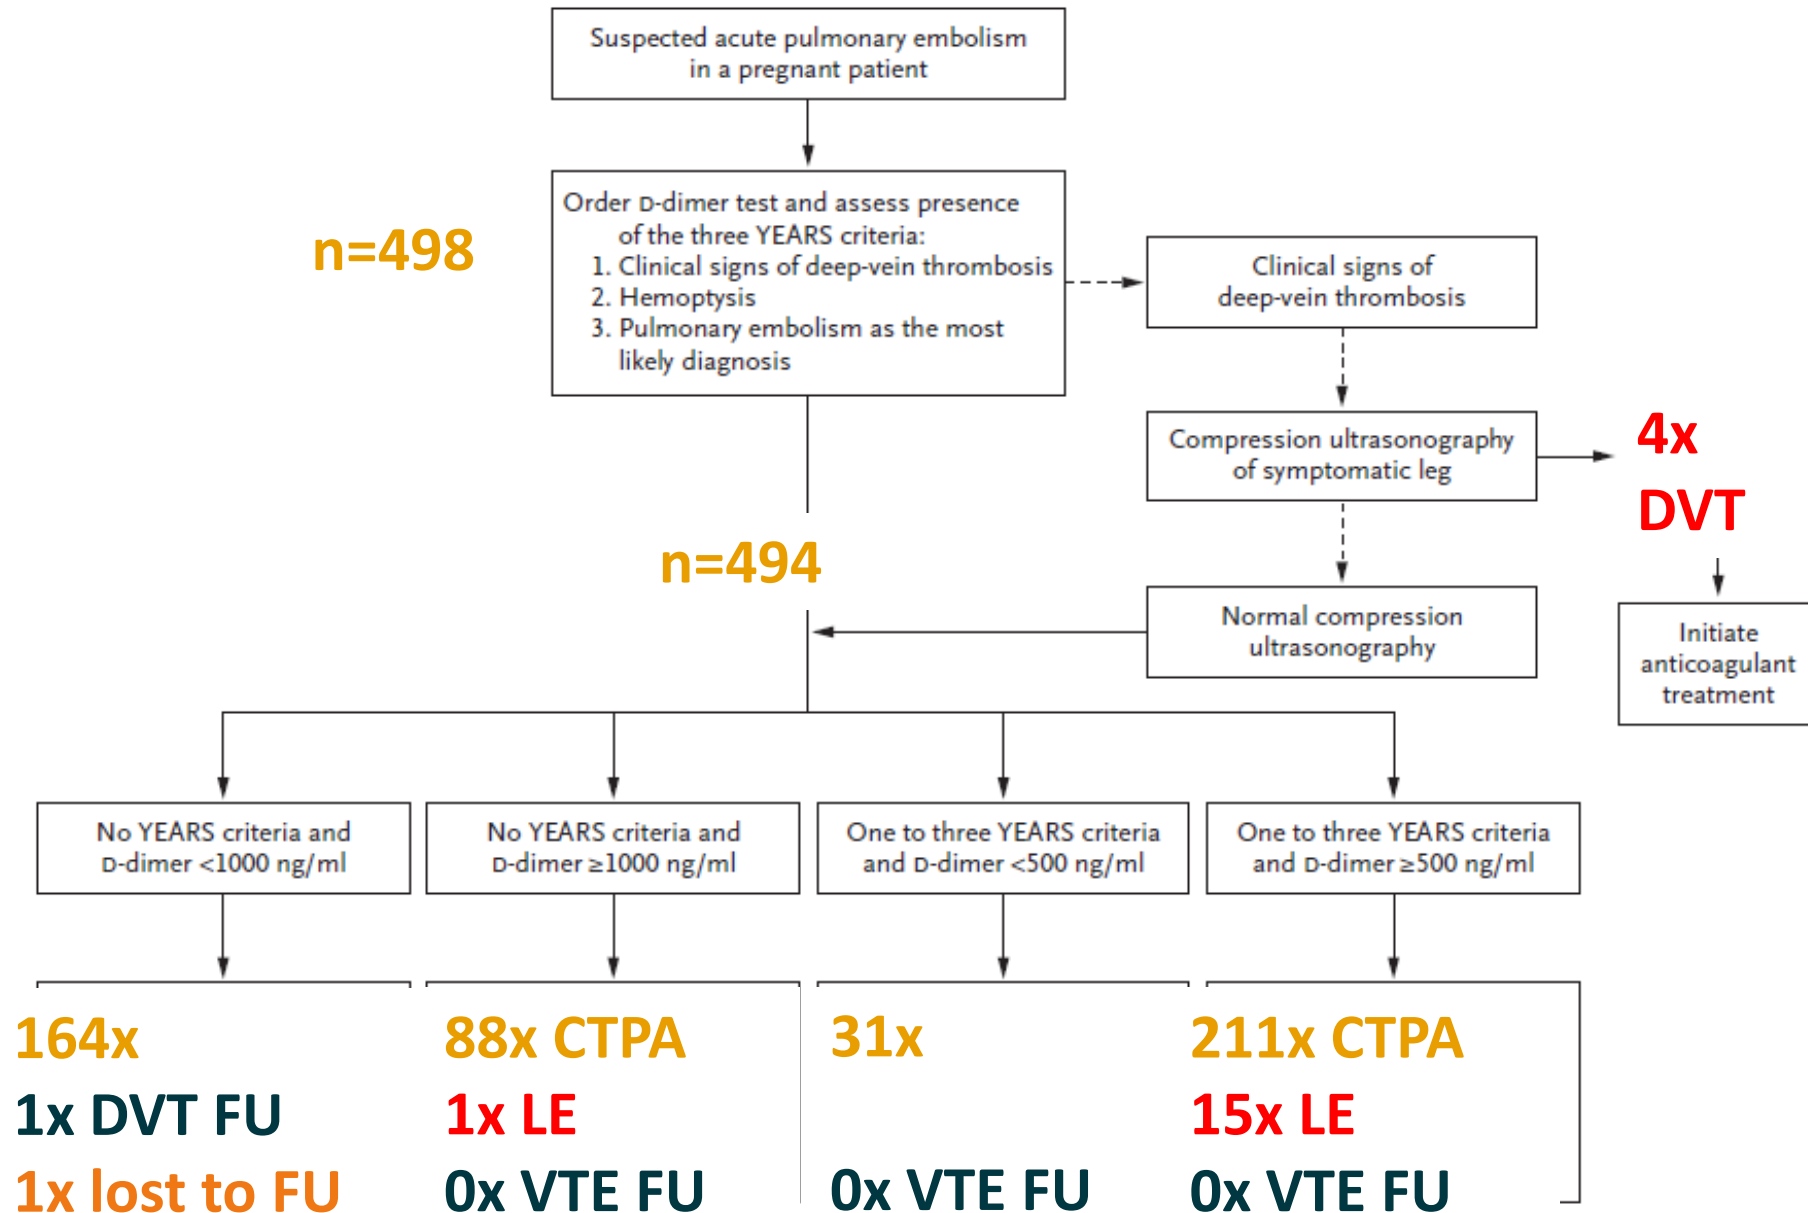 Suspected acute pulmonary embolism
in a pregnant patient
n=498
Order D-dimer test and assess presence
of the three YEARS criteria:
1. Clinical signs of deep-vein thrombosis
2. Hemoptysis
3. Pulmonary embolism as the most
likely diagnosis
Clinical signs of
deep-vein thrombosis
Compression ultrasonography
of symptomatic leg
4x
DVT
n=494
Normal compression
ultrasonography
Initiate
anticoagulant
treatment
No YEARS criteria and
D-dimer <1000 ng/ml
No YEARS criteria and
D-dimer ≥1000 ng/ml
One to three YEARS criteria
and D-dimer <500 ng/ml
One to three YEARS criteria
and D-dimer ≥500 ng/ml
164x
1x DVT FU
1x lost to FU
88x CTPA
1x LE
0x VTE FU
31x
0x VTE FU
211x CTPA
15x LE
0x VTE FU